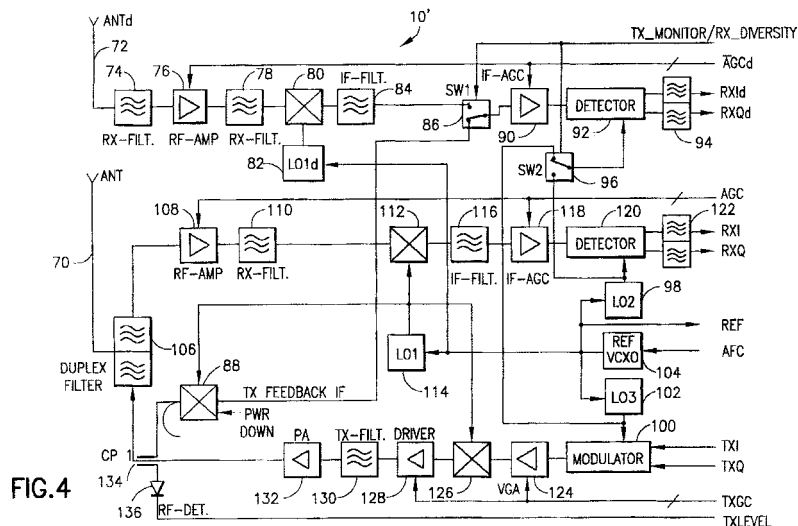 10'
ANTd
TX_MONITOR/RX_DIVERSITY
72
74
76
78
80
IF-FILT.
84
SW1
IF-AGC
AGCd
RXId
RXQd
86
90
DETECTOR
92
94
RX-FILT.
RF-AMP
RX-FILT.
82
LO1d
SW2
96
ANT
108
110
112
116
118
120
122
AGC
DETECTOR
RXI
RXQ
70
RF-AMP
RX-FILT.
IF-FILT.
IF-AGC
LO2
98
REF
106
DUPLEX
FILTER
88
LO1
114
REF
VCXO
104
AFC
TX FEEDBACK IF
PWR
DOWN
LO3
102
100
CP 1
PA
TX-FILT.
DRIVER
MODULATOR
TXI
TXQ
134
132
130
128
126
VGA
124
TXGC
136
RF-DET.
TXLEVEL
FIG.4